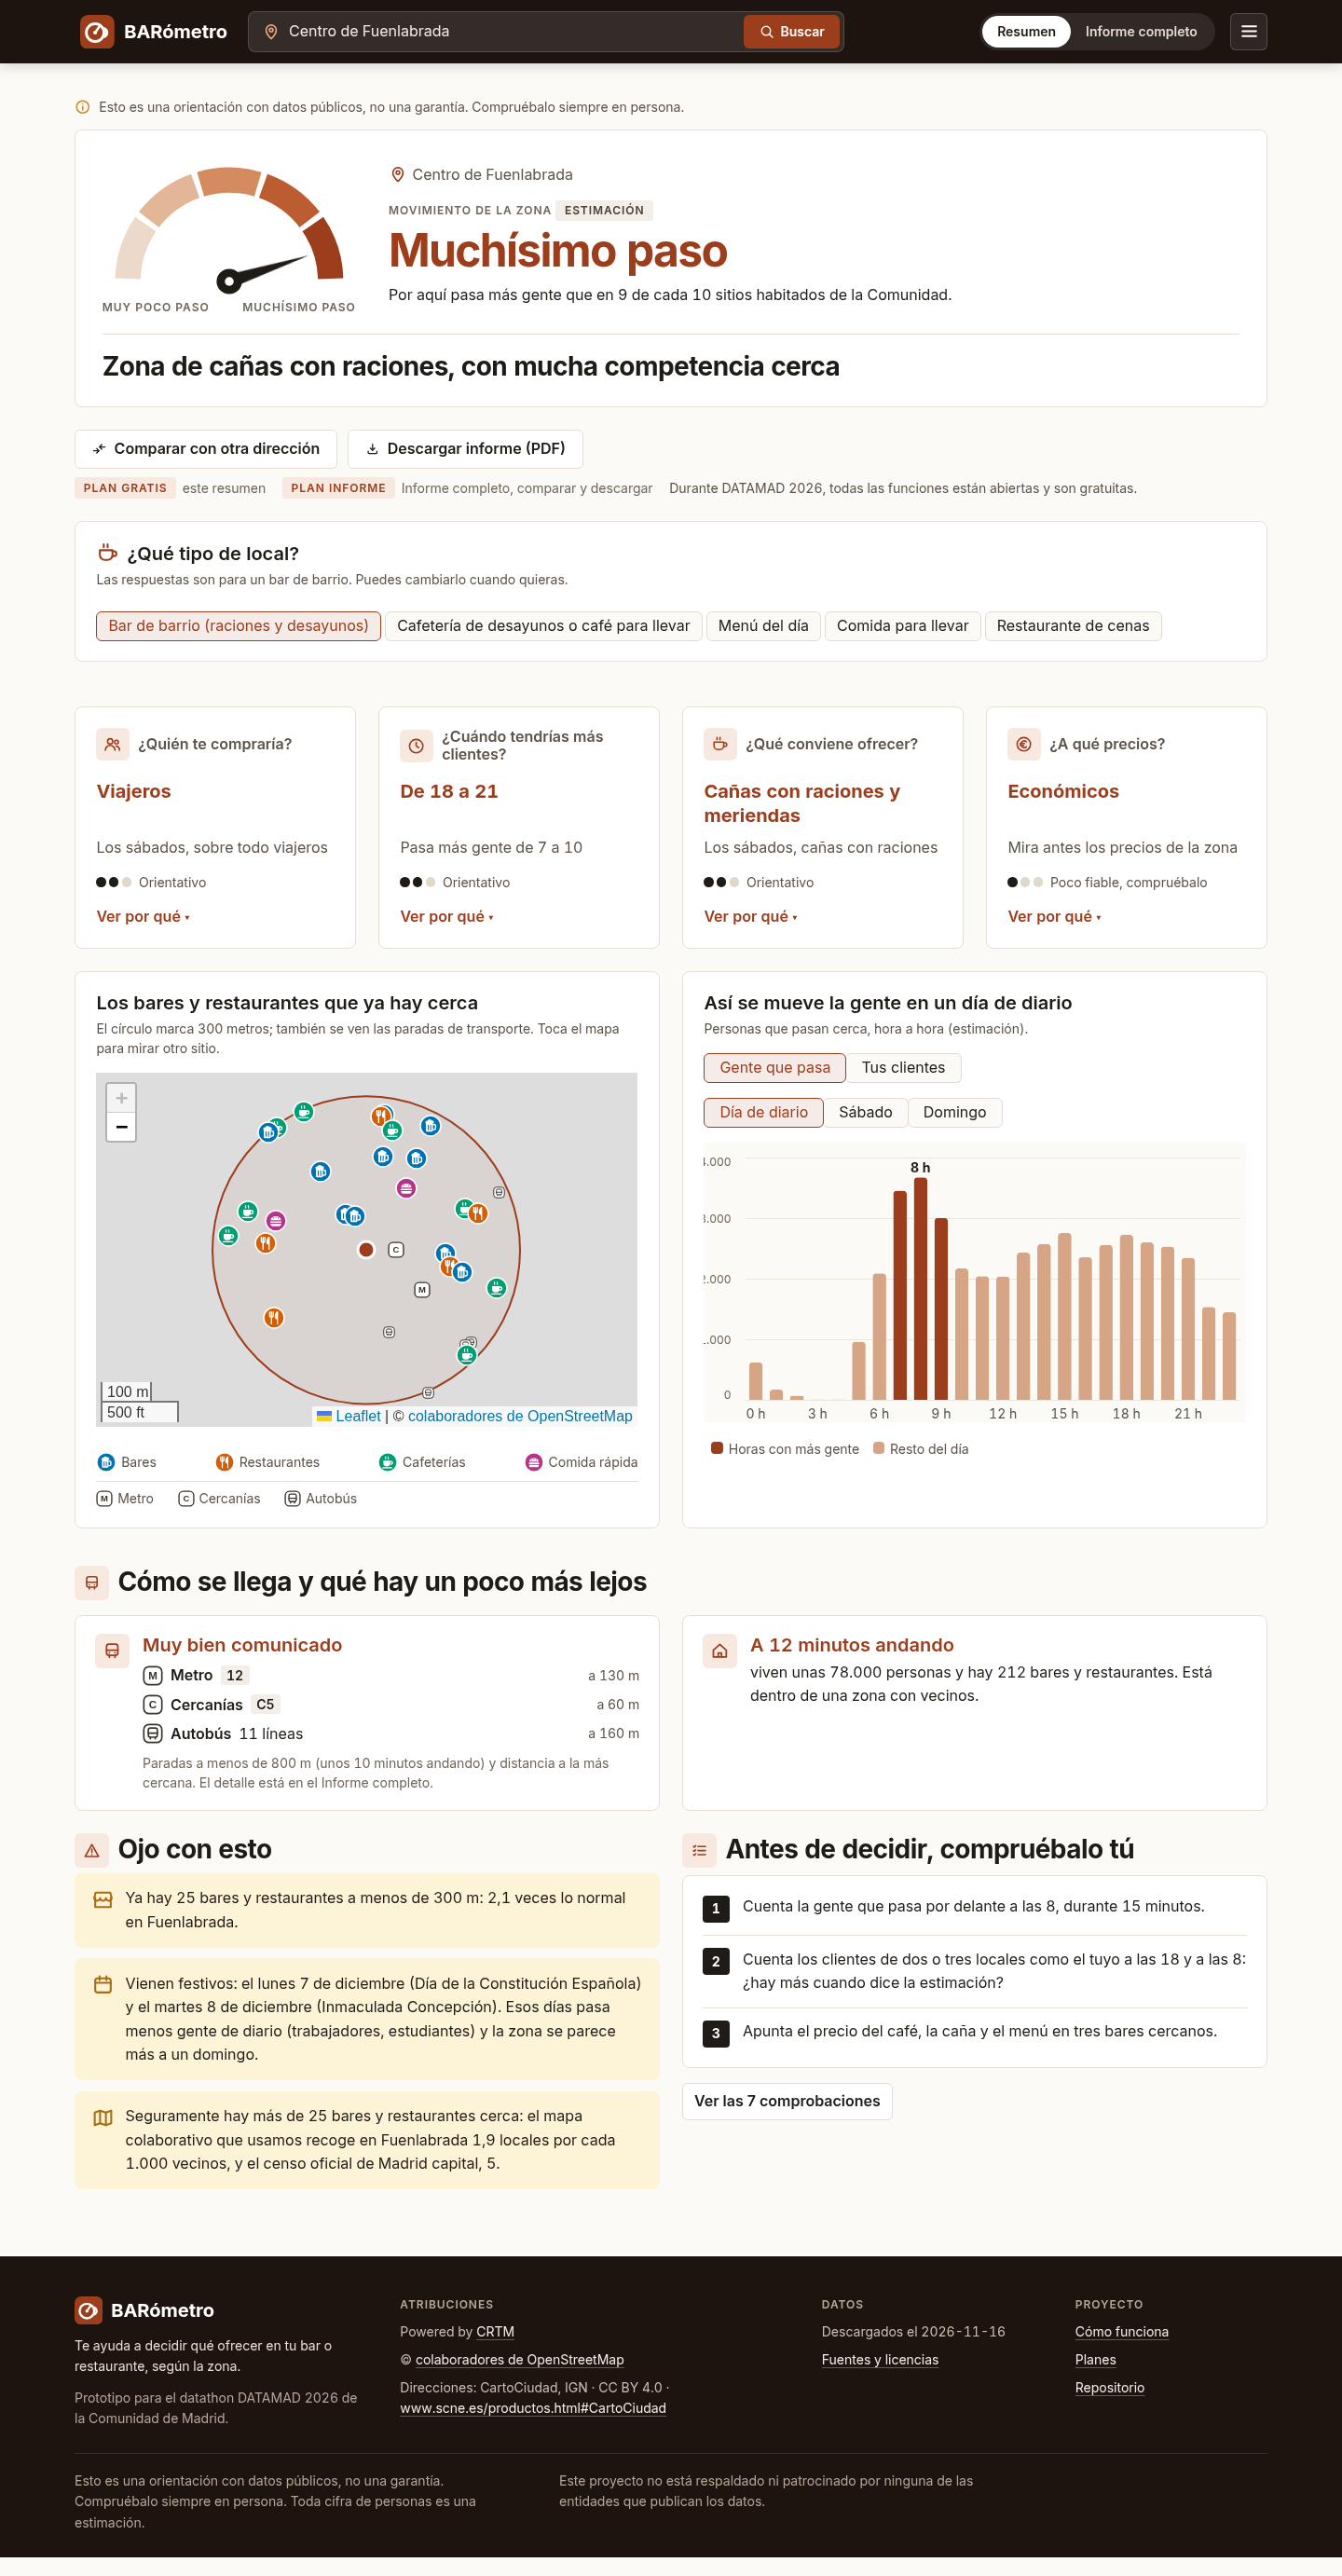 BARómetro
Centro de Fuenlabrada
Buscar
Resumen
Informe completo
Esto es una orientación con datos públicos, no una garantía. Compruébalo siempre en persona.
MUY POCO PASO
MUCHÍSIMO PASO
Centro de Fuenlabrada
MOVIMIENTO DE LA ZONA ESTIMACIÓN
Muchísimo paso
Por aquí pasa más gente que en 9 de cada 10 sitios habitados de la Comunidad.
Zona de cañas con raciones, con mucha competencia cerca
Comparar con otra dirección
Descargar informe (PDF)
PLAN GRATIS este resumen PLAN INFORME Informe completo, comparar y descargar Durante DATAMAD 2026, todas las funciones están abiertas y son gratuitas.
¿Qué tipo de local?
Las respuestas son para un bar de barrio. Puedes cambiarlo cuando quieras.
Bar de barrio (raciones y desayunos)
Cafetería de desayunos o café para llevar
Menú del día
Comida para llevar
Restaurante de cenas
¿Quién te compraría?
Viajeros
Los sábados, sobre todo viajeros
Orientativo
Ver por qué ▾
¿Cuándo tendrías más
clientes?
De 18 a 21
Pasa más gente de 7 a 10
Orientativo
Ver por qué ▾
¿Qué conviene ofrecer?
Cañas con raciones y
meriendas
Los sábados, cañas con raciones
Orientativo
Ver por qué ▾
¿A qué precios?
Económicos
Mira antes los precios de la zona
Poco fiable, compruébalo
Ver por qué ▾
Los bares y restaurantes que ya hay cerca
El círculo marca 300 metros; también se ven las paradas de transporte. Toca el mapa
para mirar otro sitio.
+
−
C
M
100 m
500 ft
Leaflet | © colaboradores de OpenStreetMap
Bares
Restaurantes
Cafeterías
Comida rápida
M Metro
C Cercanías
Autobús
Así se mueve la gente en un día de diario
Personas que pasan cerca, hora a hora (estimación).
Gente que pasa
Tus clientes
Día de diario
Sábado
Domingo
8 h
.000
3.000
2.000
.000
0
0 h
3 h
6 h
9 h
12 h
15 h
18 h
21 h
Horas con más gente
Resto del día
Cómo se llega y qué hay un poco más lejos
Muy bien comunicado
M Metro 12 a 130 m
C Cercanías C5 a 60 m
Autobús 11 líneas a 160 m
Paradas a menos de 800 m (unos 10 minutos andando) y distancia a la más
cercana. El detalle está en el Informe completo.
A 12 minutos andando
viven unas 78.000 personas y hay 212 bares y restaurantes. Está
dentro de una zona con vecinos.
Ojo con esto
Ya hay 25 bares y restaurantes a menos de 300 m: 2,1 veces lo normal
en Fuenlabrada.
Vienen festivos: el lunes 7 de diciembre (Día de la Constitución Española)
y el martes 8 de diciembre (Inmaculada Concepción). Esos días pasa
menos gente de diario (trabajadores, estudiantes) y la zona se parece
más a un domingo.
Seguramente hay más de 25 bares y restaurantes cerca: el mapa
colaborativo que usamos recoge en Fuenlabrada 1,9 locales por cada
1.000 vecinos, y el censo oficial de Madrid capital, 5.
Antes de decidir, compruébalo tú
1 Cuenta la gente que pasa por delante a las 8, durante 15 minutos.
2 Cuenta los clientes de dos o tres locales como el tuyo a las 18 y a las 8:
¿hay más cuando dice la estimación?
3 Apunta el precio del café, la caña y el menú en tres bares cercanos.
Ver las 7 comprobaciones
BARómetro
Te ayuda a decidir qué ofrecer en tu bar o
restaurante, según la zona.
Prototipo para el datathon DATAMAD 2026 de
la Comunidad de Madrid.
ATRIBUCIONES
Powered by CRTM
© colaboradores de OpenStreetMap
Direcciones: CartoCiudad, IGN · CC BY 4.0 ·
www.scne.es/productos.html#CartoCiudad
DATOS
Descargados el 2026-11-16
Fuentes y licencias
PROYECTO
Cómo funciona
Planes
Repositorio
Esto es una orientación con datos públicos, no una garantía.
Compruébalo siempre en persona. Toda cifra de personas es una
estimación.
Este proyecto no está respaldado ni patrocinado por ninguna de las
entidades que publican los datos.